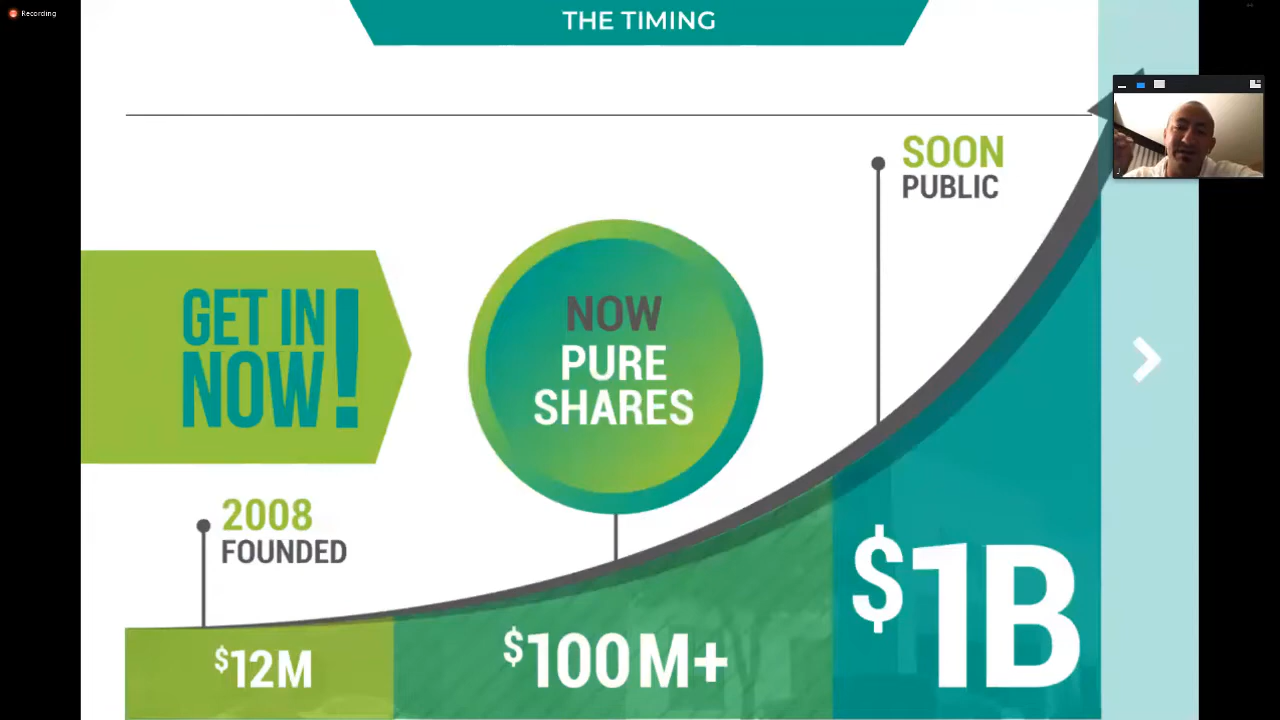 Recording
THE TIMING
SOON
PUBLIC
GET IN
NOW!
NOW
PURE
SHARES
2008
FOUNDED
$12M
$100M+
$1B